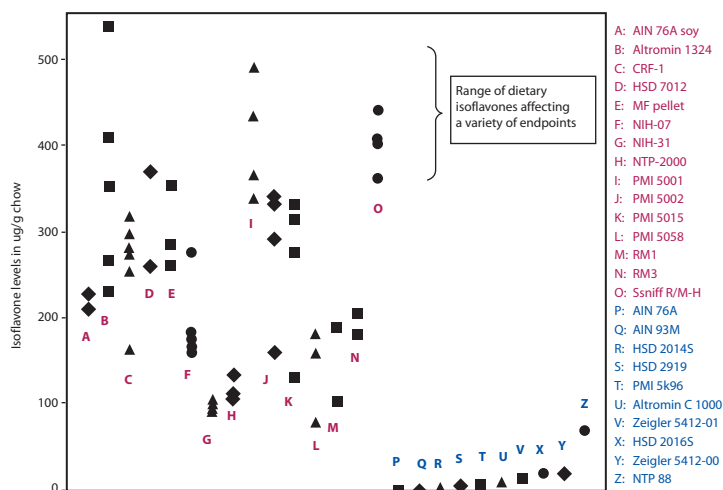 Isoflavone levels in ug/g chow
500
400
300
200
100
0
Range of dietary
isoflavones affecting
a variety of endpoints
A
B
C
D
E
F
G
H
I
J
K
L
M
N
O
P
Q
R
S
T
U
V
X
Y
Z
A: AIN 76A soy
B: Altromin 1324
C: CRF-1
D: HSD 7012
E: MF pellet
F: NIH-07
G: NIH-31
H: NTP-2000
I: PMI 5001
J: PMI 5002
K: PMI 5015
L: PMI 5058
M: RM1
N: RM3
O: Ssniff R/M-H
P: AIN 76A
Q: AIN 93M
R: HSD 2014S
S: HSD 2919
T: PMI 5k96
U: Altromin C 1000
V: Zeigler 5412-01
X: HSD 2016S
Y: Zeigler 5412-00
Z: NTP 88